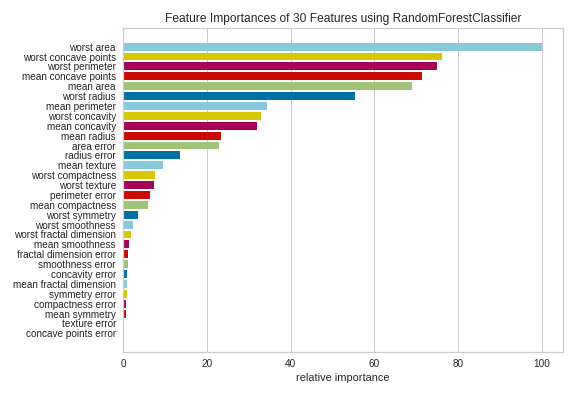 Feature Importances of 30 Features using RandomForestClassifier
worst area
worst concave points
worst perimeter
mean concave points
mean area
worst radius
mean perimeter
worst concavity
mean concavity
mean radius
area error
radius error
mean texture
worst compactness
worst texture
perimeter error
mean compactness
worst symmetry
worst smoothness
worst fractal dimension
mean smoothness
fractal dimension error
smoothness error
concavity error
mean fractal dimension
symmetry error
compactness error
mean symmetry
texture error
concave points error
0 20 40 60 80 100
relative importance